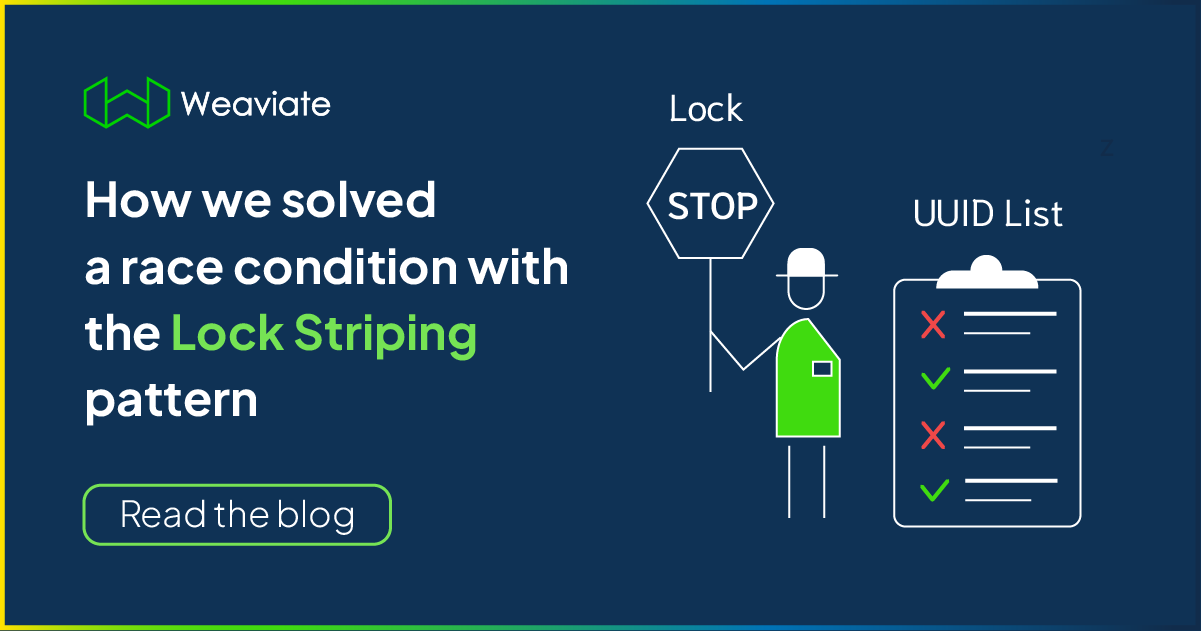 Weaviate
How we solved
a race condition with
the Lock Striping
pattern
Read the blog
Lock
STOP
UUID List
z